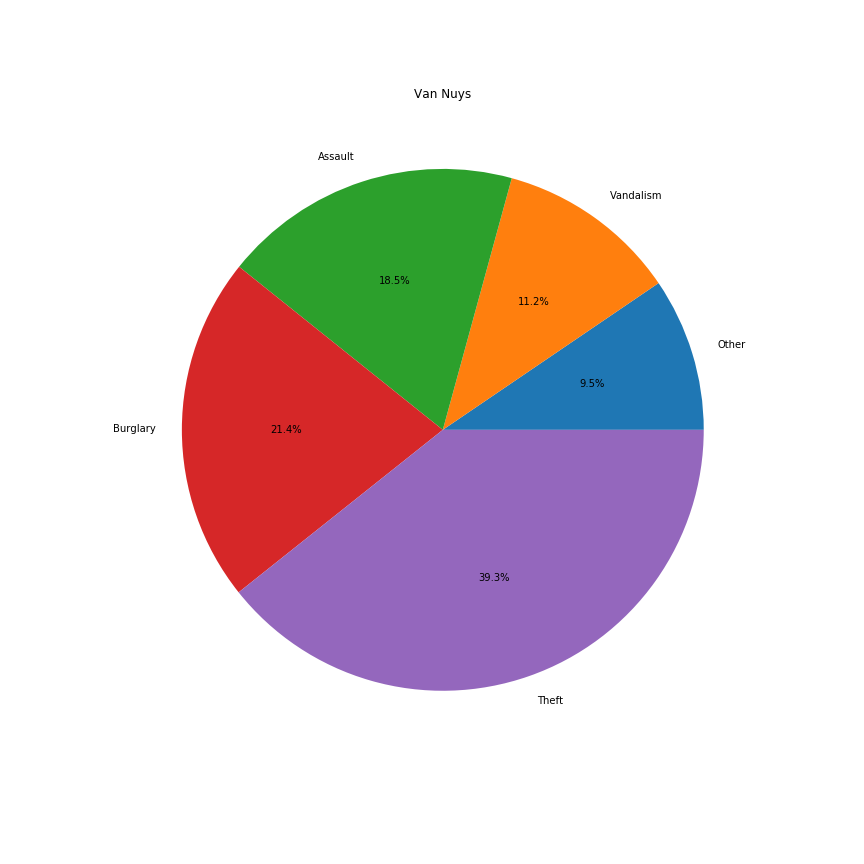 Van Nuys
Assault
Vandalism
18.5%
11.2%
Other
9.5%
Burglary
21.4%
39.3%
Theft